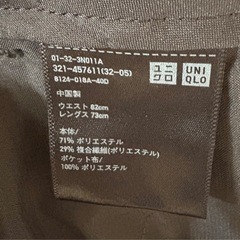 01-32-3N011A
321-457611(32-05)
8124-018A-40D
ユニクロ
UNIQLO
中国製
ウエスト 82cm
レングス 73cm
本体/
71% ポリエステル
29% 複合繊維(ポリエステル)
ポケット布/
100% ポリエステル